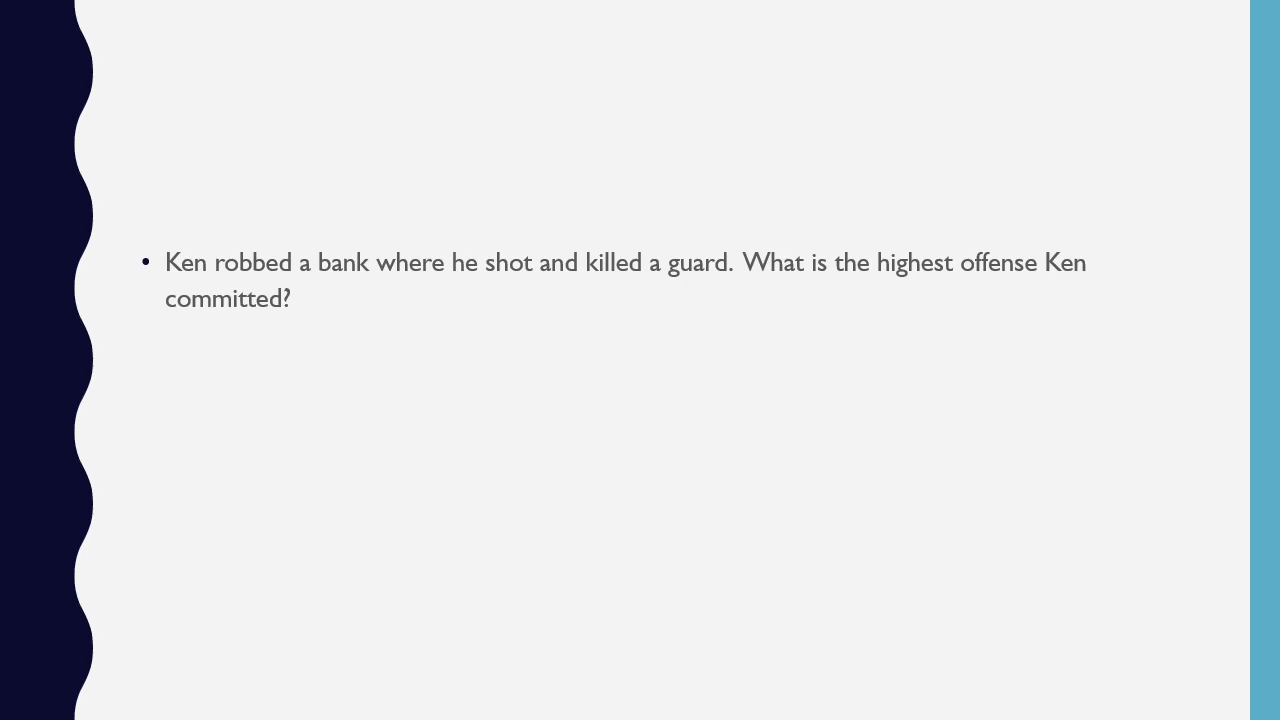 • Ken robbed a bank where he shot and killed a guard. What is the highest offense Ken
committed?